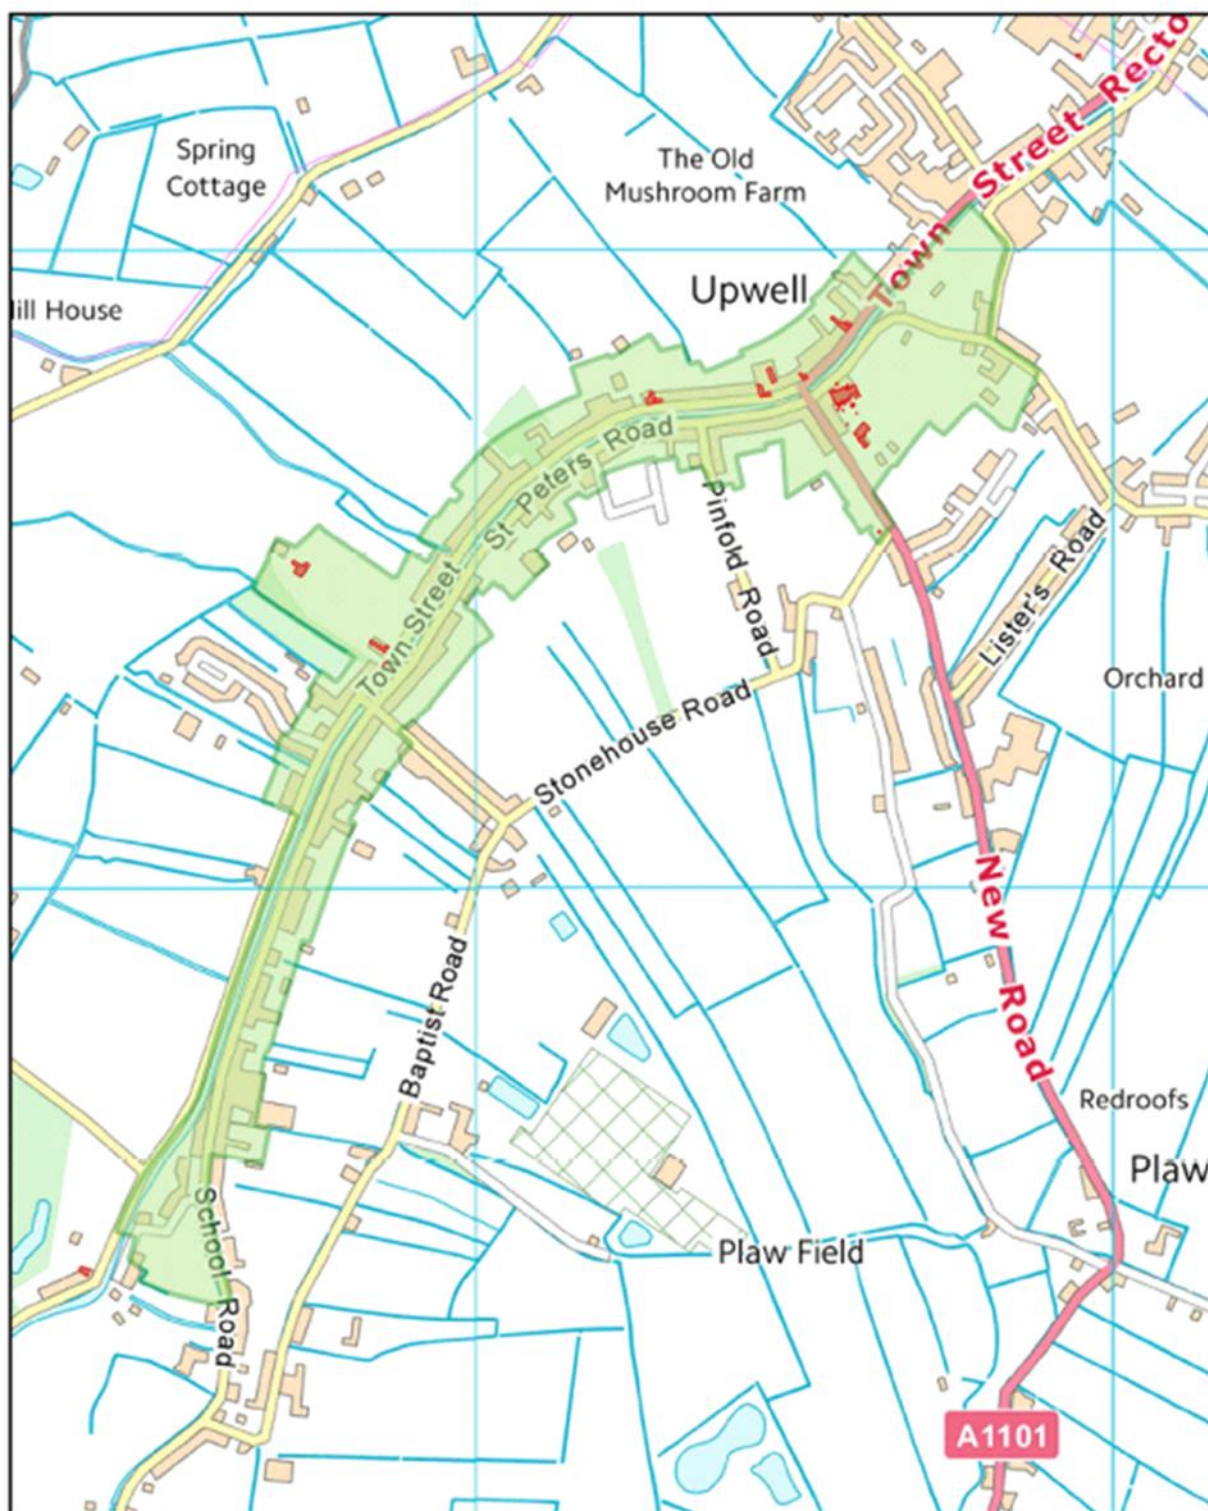 Town Street Recto
Spring
Cottage
The Old
Mushroom Farm
ill House
Upwell
St Peters Road
Pinfold Road
Town Street
Lister's Road
Orchard
Stonehouse Road
New Road
Baptist Road
Redroofs
Plaw
School Road
Plaw Field
A1101